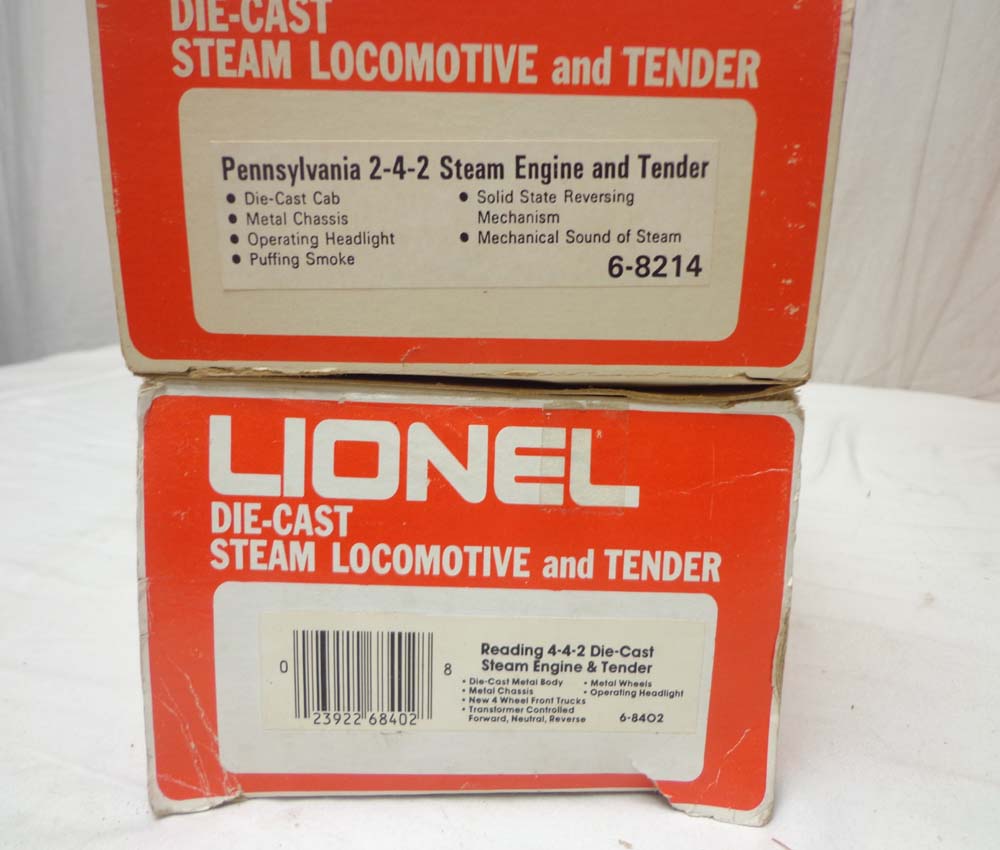 DIE-CAST
STEAM LOCOMOTIVE and TENDER
Pennsylvania 2-4-2 Steam Engine and Tender
• Die-Cast Cab
• Metal Chassis
• Operating Headlight
• Puffing Smoke
• Solid State Reversing
Mechanism
• Mechanical Sound of Steam
6-8214
LIONEL®
DIE-CAST
STEAM LOCOMOTIVE and TENDER
0 23922 68402 8
Reading 4-4-2 Die-Cast
Steam Engine & Tender
• Die-Cast Metal Body
• Metal Chassis
• New 4 Wheel Front Trucks
• Transformer Controlled
Forward, Neutral, Reverse
• Metal Wheels
• Operating Headlight
6-8402